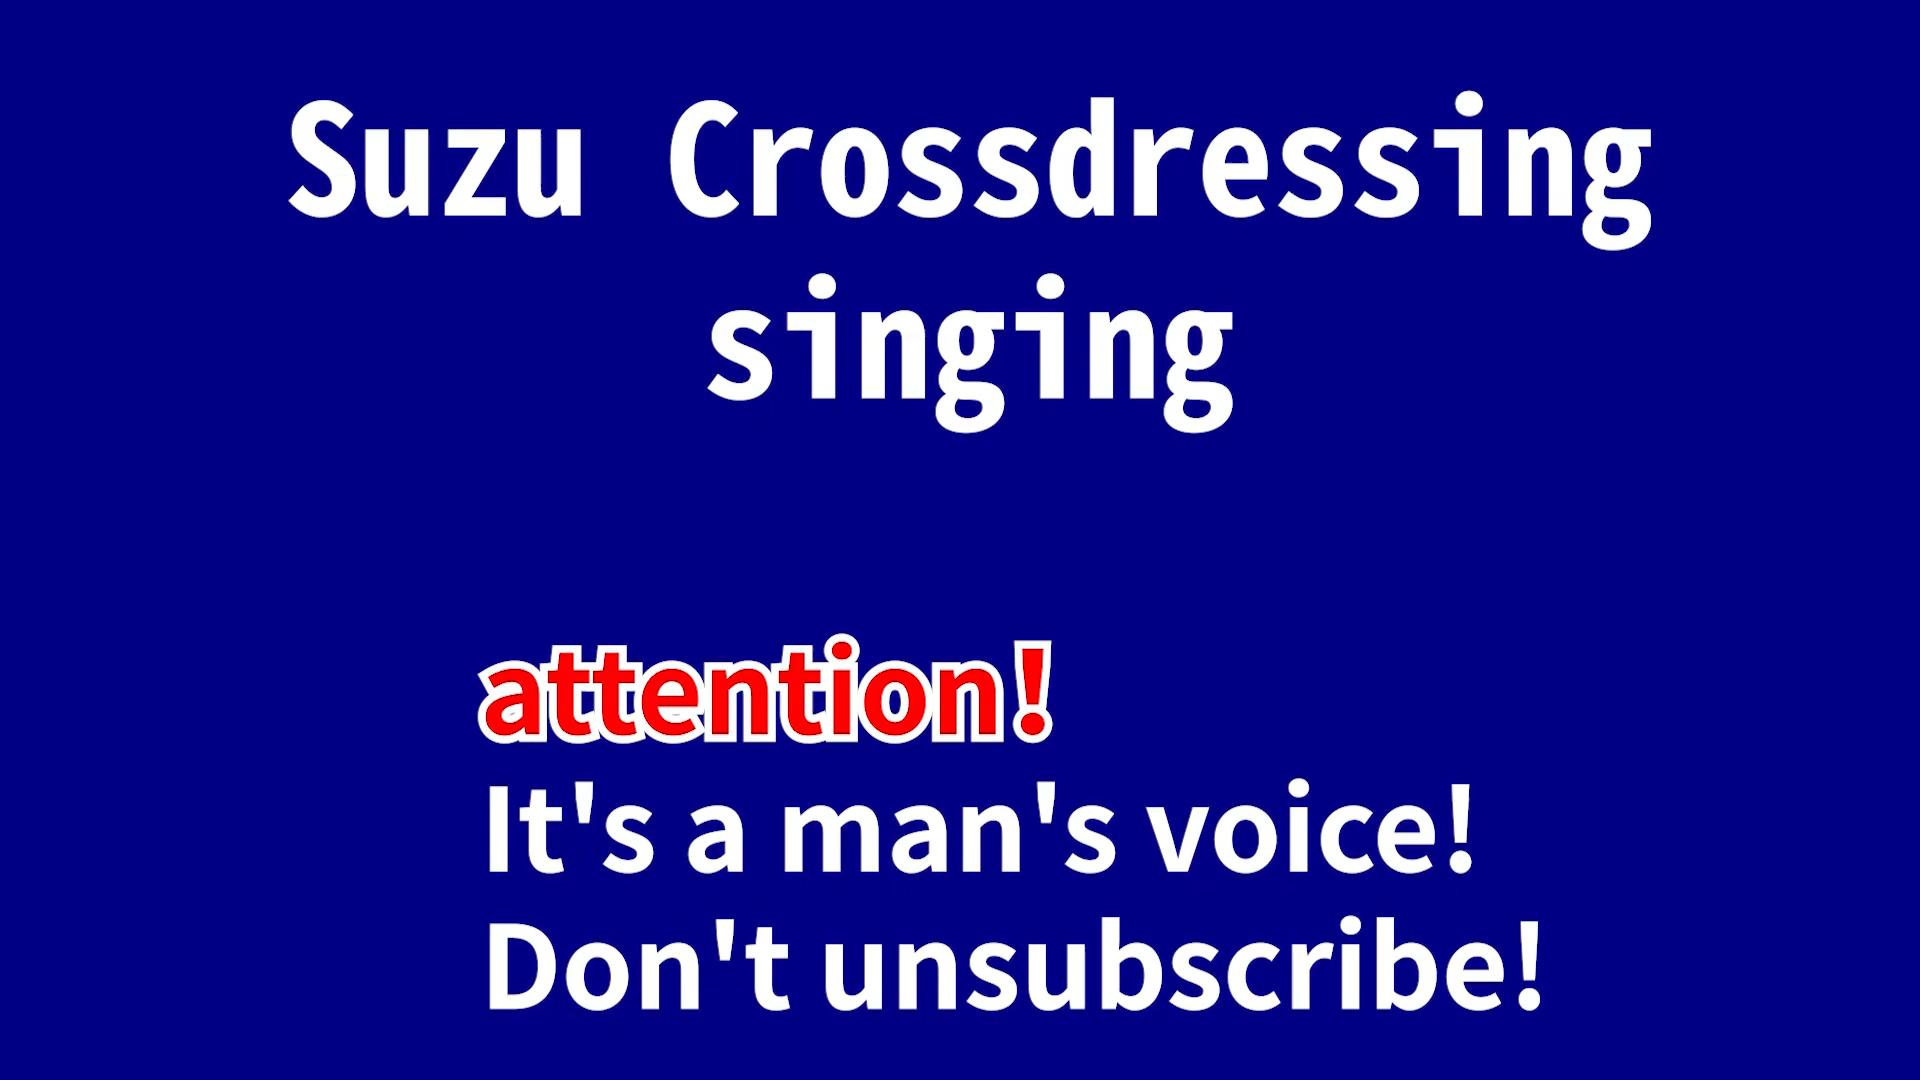 Suzu Crossdressing
singing
attention!
It's a man's voice!
Don't unsubscribe!